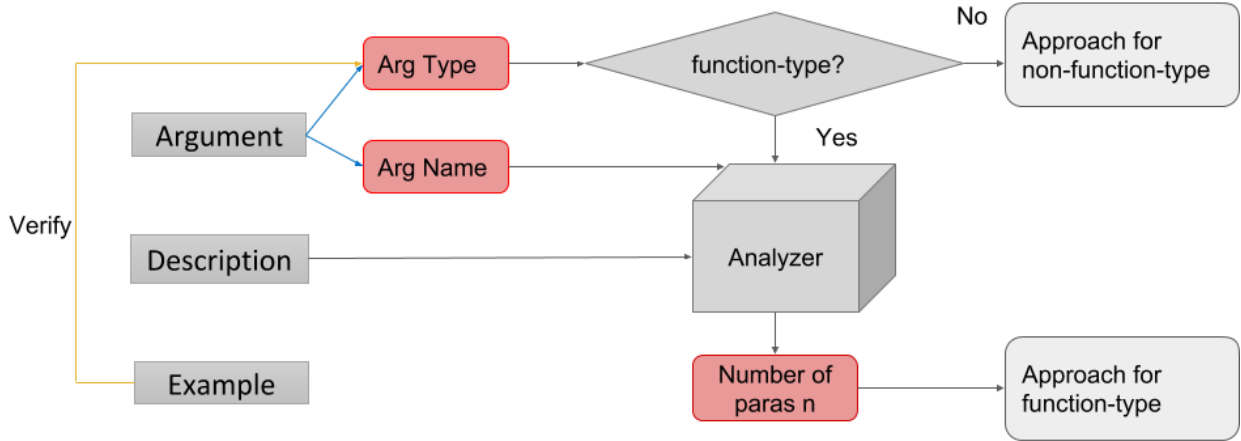 No
Approach for
non-function-type
Arg Type
function-type?
Argument
Yes
Arg Name
Verify
Description
Analyzer
Example
Number of
paras n
Approach for
function-type